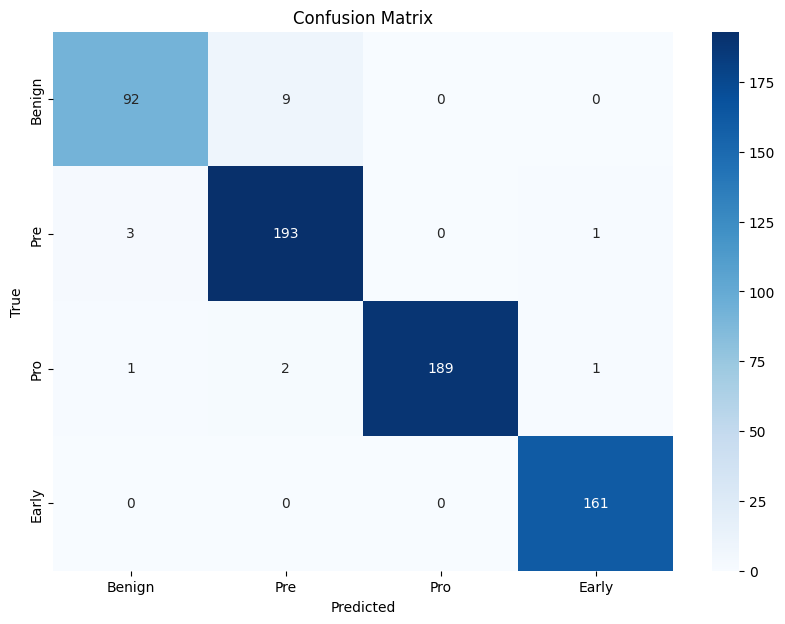 Confusion Matrix
True
Benign 92 9 0 0
Pre 3 193 0 1
Pro 1 2 189 1
Early 0 0 0 161
Benign Pre Pro Early
Predicted
175
150
125
100
75
50
25
0